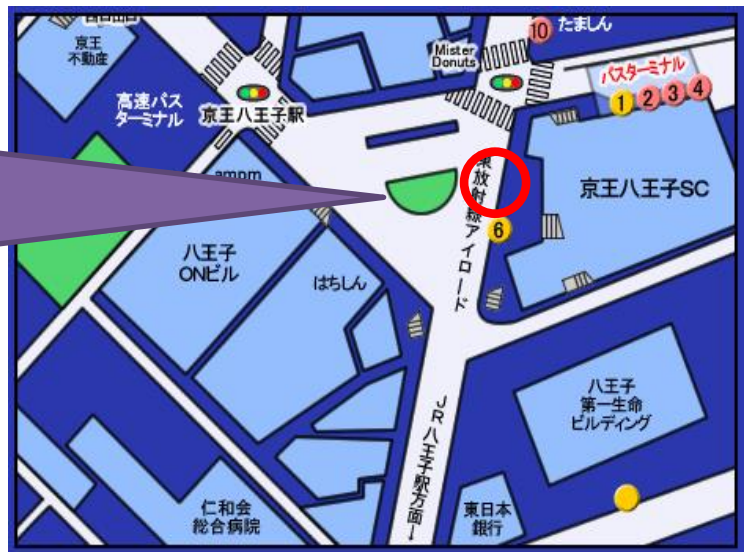 京王
不動産
高速バス
ターミナル
京王八王子駅
Mister
Donuts
10
たましん
バスターミナル
1
2
3
4
京王八王子SC
ampm
八王子
ONビル
はちしん
放射線アイロード
6
八王子
第一生命
ビルディング
JR八王子駅方面→
仁和会
総合病院
東日本
銀行